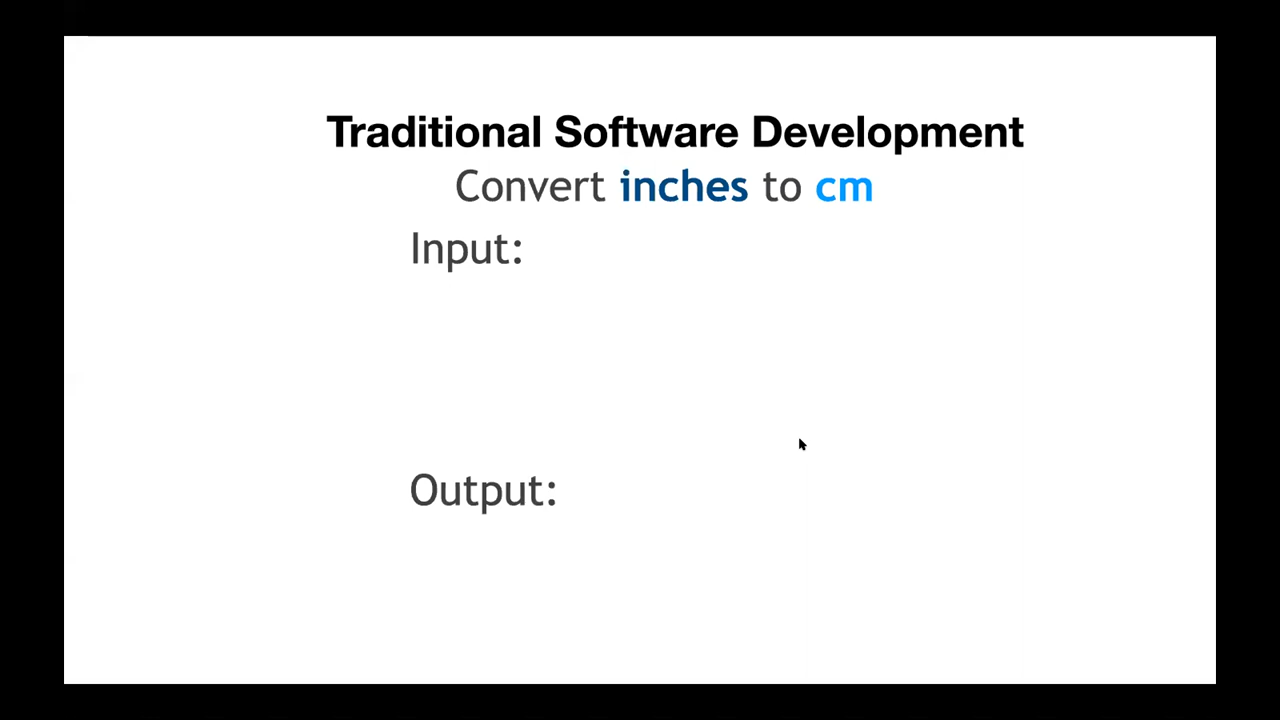 Traditional Software Development
Convert inches to cm
Input:
Output: